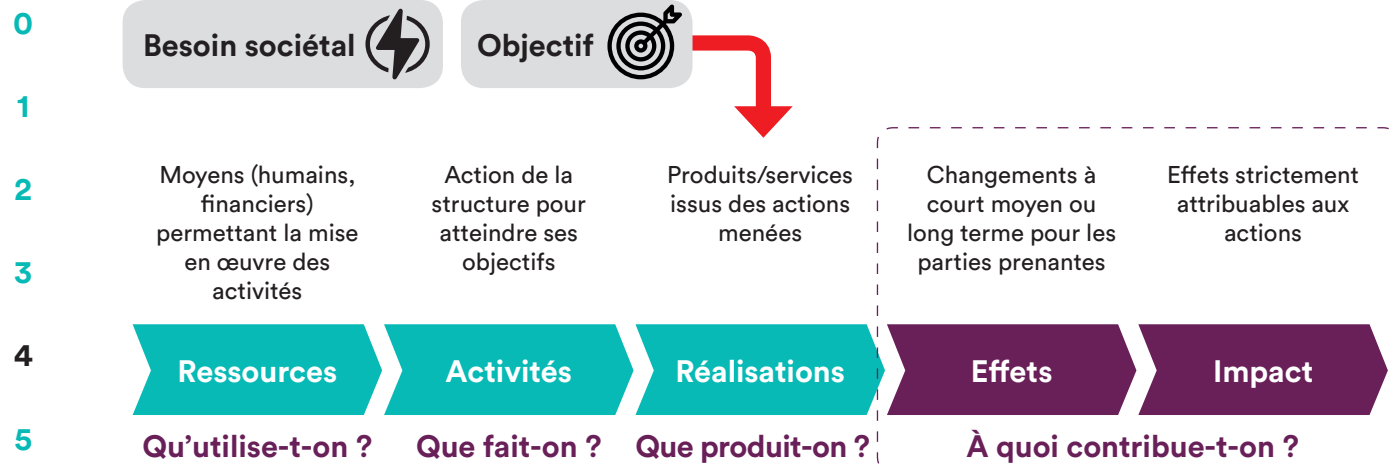 0
Besoin sociétal
Objectif
1
2
Moyens (humains,
financiers)
permettant la mise
en œuvre des
activités
Action de la
structure pour
atteindre ses
objectifs
Produits/services
issus des actions
menées
Changements à
court moyen ou
long terme pour les
parties prenantes
Effets strictement
attribuables aux
actions
3
4
Ressources
Activités
Réalisations
Effets
Impact
5
Qu’utilise-t-on ?
Que fait-on ?
Que produit-on ?
À quoi contribue-t-on ?